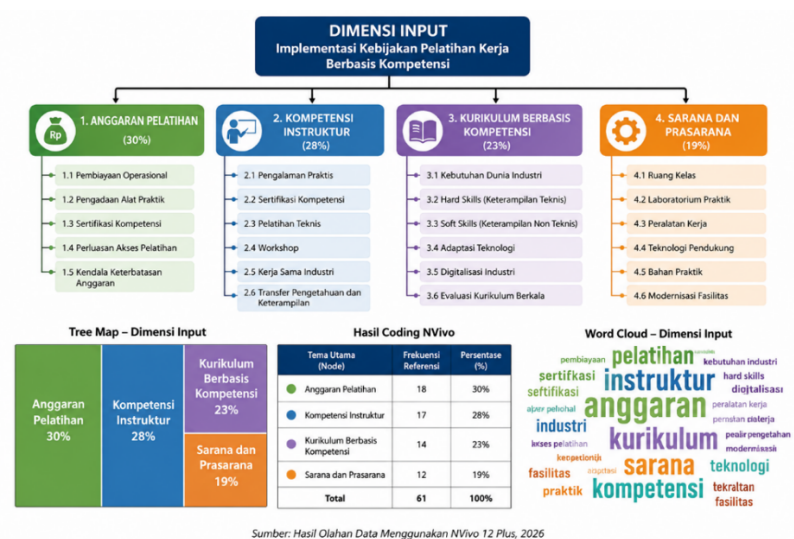 DIMENSI INPUT
Implementasi Kebijakan Pelatihan Kerja
Berbasis Kompetensi
Rp
1. ANGGARAN PELATIHAN
(30%)
1.1 Pembiayaan Operasional
1.2 Pengadaan Alat Praktik
1.3 Sertifikasi Kompetensi
1.4 Perluasan Akses Pelatihan
1.5 Kendala Keterbatasan
Anggaran
2. KOMPETENSI
INSTRUKTUR
(28%)
2.1 Pengalaman Praktis
2.2 Sertifikasi Kompetensi
2.3 Pelatihan Teknis
2.4 Workshop
2.5 Kerja Sama Industri
2.6 Transfer Pengetahuan dan
Keterampilan
3. KURIKULUM BERBASIS
KOMPETENSI
(23%)
3.1 Kebutuhan Dunia Industri
3.2 Hard Skills (Keterampilan Teknis)
3.3 Soft Skills (Keterampilan Non Teknis)
3.4 Adaptasi Teknologi
3.5 Digitalisasi Industri
3.6 Evaluasi Kurikulum Berkala
4. SARANA DAN
PRASARANA
(19%)
4.1 Ruang Kelas
4.2 Laboratorium Praktik
4.3 Peralatan Kerja
4.4 Teknologi Pendukung
4.5 Bahan Praktik
4.6 Modernisasi Fasilitas
Tree Map – Dimensi Input
Anggaran
Pelatihan
30%
Kompetensi
Instruktur
28%
Kurikulum
Berbasis
Kompetensi
23%
Sarana dan
Prasarana
19%
Hasil Coding NVivo
Tema Utama (Node) Frekuensi Referensi Persentase (%)
Anggaran Pelatihan 18 30%
Kompetensi Instruktur 17 28%
Kurikulum Berbasis Kompetensi 14 23%
Sarana dan Prasarana 12 19%
Total 61 100%
Word Cloud – Dimensi Input
pembiayaan
pelatihan
kebutuhan industri
sertifkasi
instruktur
hard skills
seftifikasi
anggaran
peralatan kerja
industri
kurikulum
fasilitas
sarana
teknologi
praktik
kompetensi
fasilitas
Sumber: Hasil Olahan Data Menggunakan NVivo 12 Plus, 2026